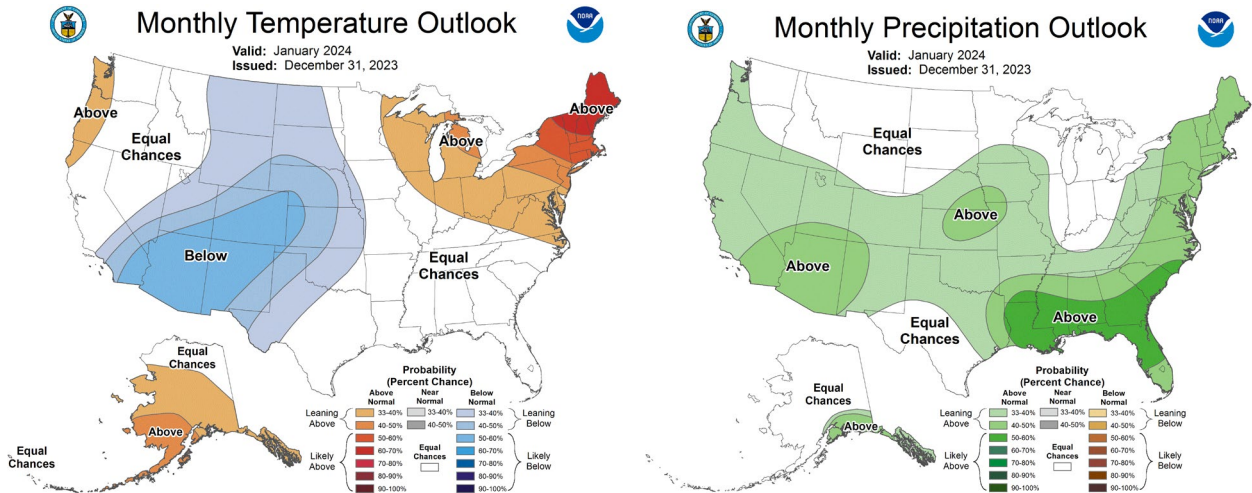 Monthly Temperature Outlook
Valid: January 2024
Issued: December 31, 2023
NOAA
Above
Equal
Chances
Above
Above
Below
Equal
Chances
Equal
Chances
Above
Equal
Chances
Probability
(Percent Chance)
Above
Normal
Near
Normal
Below
Normal
Leaning
Above
33-40%
33-40%
33-40%
Leaning
Below
40-50%
40-50%
40-50%
Likely
Above
50-60%
50-60%
Likely
Below
60-70%
60-70%
70-80%
70-80%
80-90%
80-90%
90-100%
90-100%
Equal
Chances
Monthly Precipitation Outlook
Valid: January 2024
Issued: December 31, 2023
NOAA
Equal
Chances
Above
Above
Above
Equal
Chances
Equal
Chances
Above
Probability
(Percent Chance)
Above
Normal
Near
Normal
Below
Normal
Leaning
Above
33-40%
33-40%
33-40%
Leaning
Below
40-50%
40-50%
40-50%
Likely
Above
50-60%
50-60%
Likely
Below
60-70%
60-70%
70-80%
70-80%
80-90%
80-90%
90-100%
90-100%
Equal
Chances